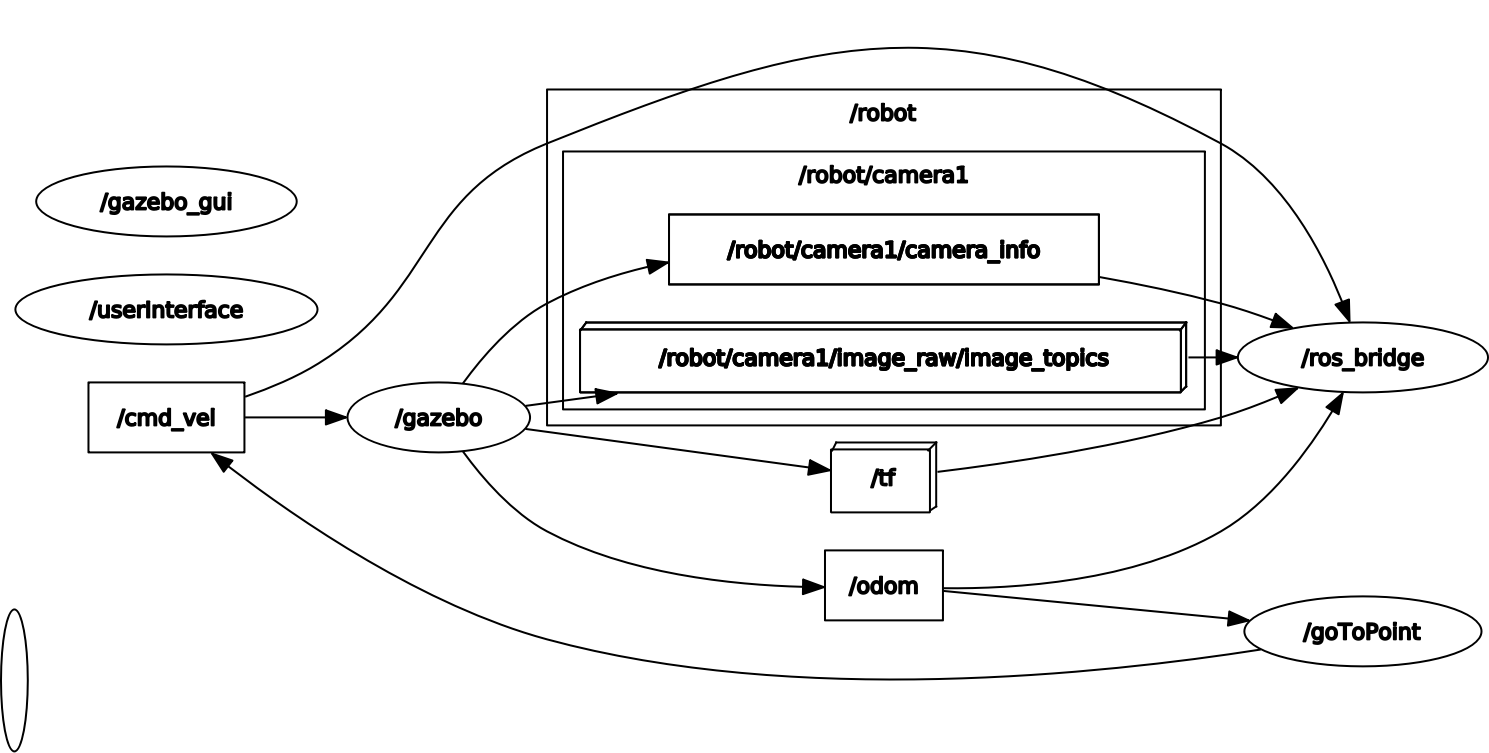 /robot
/robot/camera1
/gazebo_gui
/robot/camera1/camera_info
/userInterface
/robot/camera1/image_raw/image_topics
/ros_bridge
/cmd_vel
/gazebo
/tf
/odom
/goToPoint